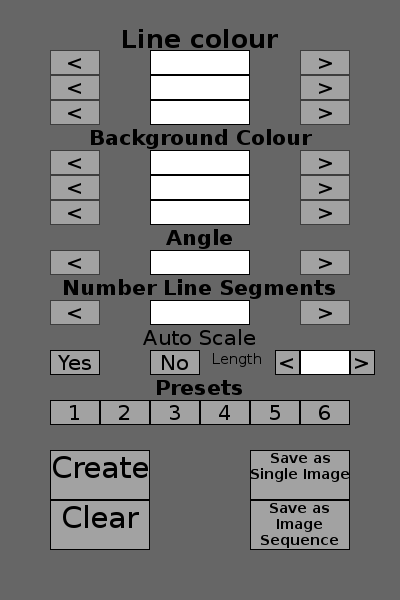 Line colour
< >
< >
< >
Background Colour
< >
< >
< >
Angle
< >
Number Line Segments
< >
Auto Scale
Yes No Length < >
Presets
1 2 3 4 5 6
Create
Save as
Single Image
Clear
Save as
Image
Sequence